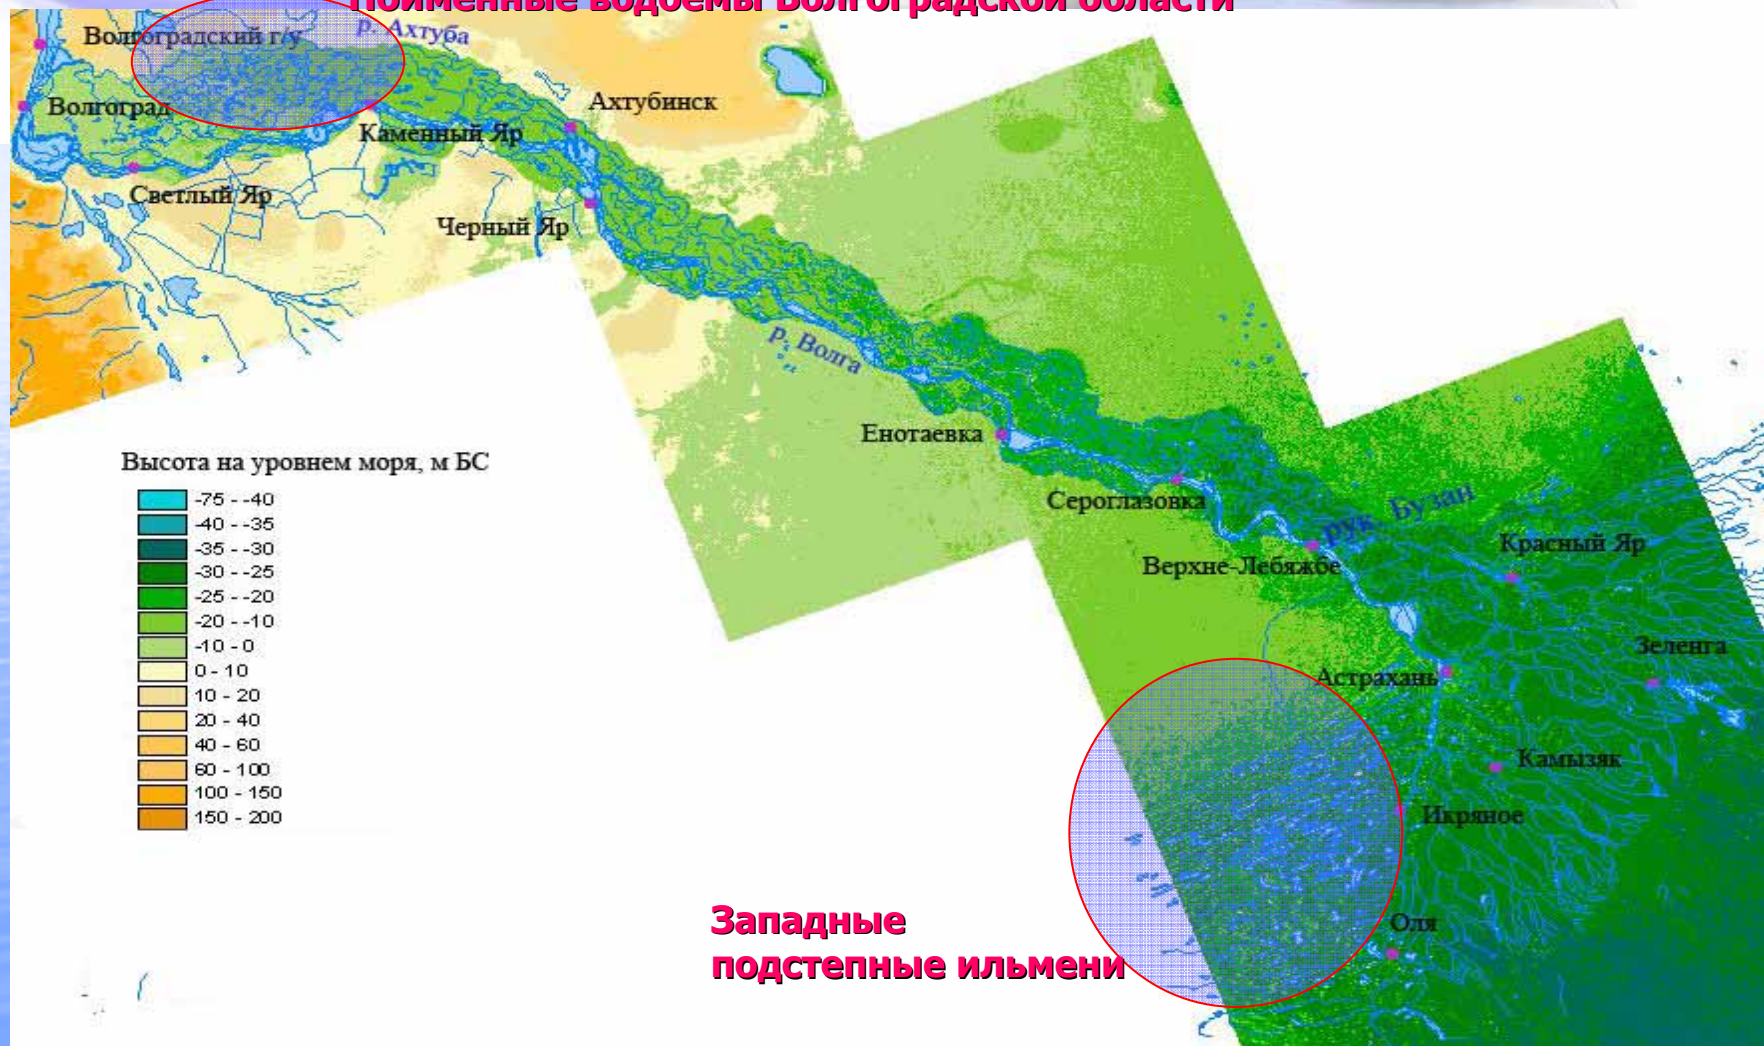 Пойменные водоемы Волгоградской области
р. Ахтуба
Волгоградский г/у
Волгоград
Ахтубинск
Каменный Яр
Светлый Яр
Черный Яр
р. Волга
Енотаевка
Высота на уровнем моря, м БС
-75 - -40
-40 - -35
-35 - -30
-30 - -25
-25 - -20
-20 - -10
-10 - 0
0 - 10
10 - 20
20 - 40
40 - 60
60 - 100
100 - 150
150 - 200
Сероглазовка
рук. Бузан
Верхне-Лебяжбе
Красный Яр
Зеленга
Астрахань
Камызяк
Икряное
Оля
Западные
подстепные ильмени